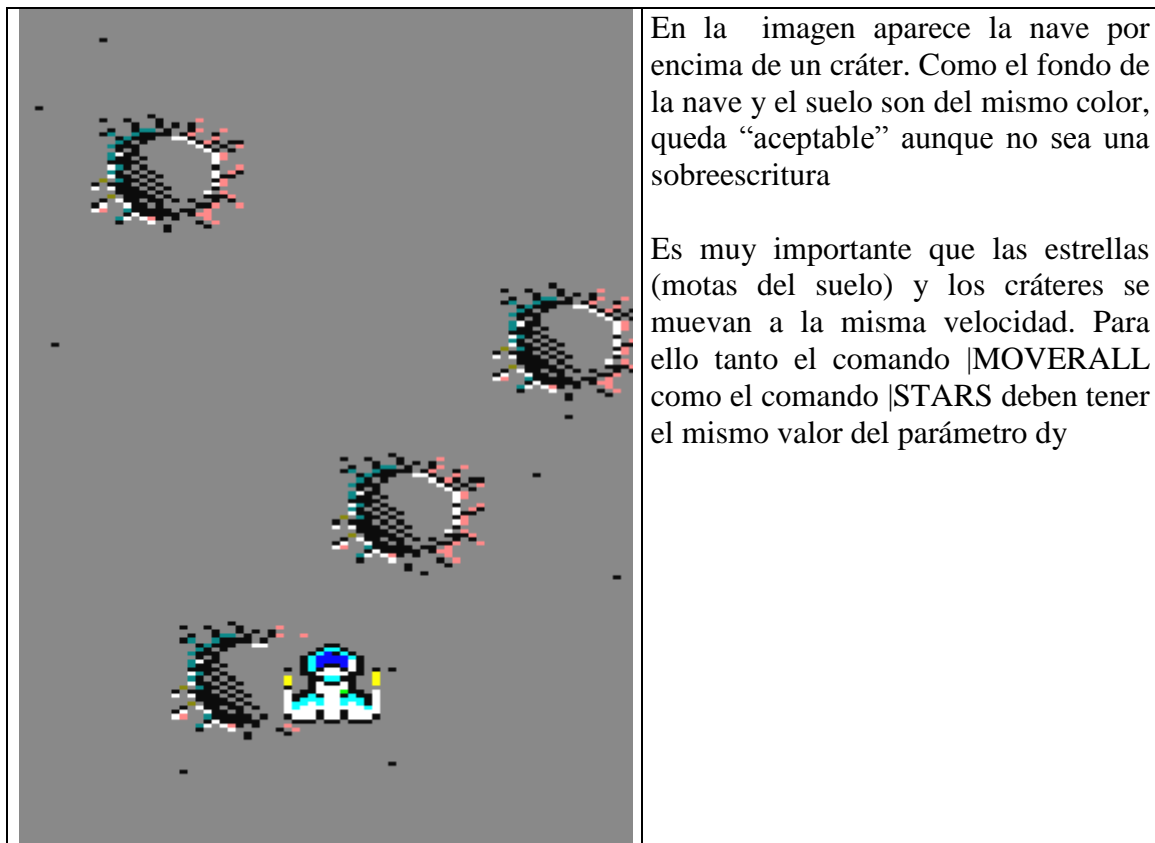 En la imagen aparece la nave por
encima de un cráter. Como el fondo de
la nave y el suelo son del mismo color,
queda “aceptable” aunque no sea una
sobreescritura
Es muy importante que las estrellas
(motas del suelo) y los cráteres se
muevan a la misma velocidad. Para
ello tanto el comando |MOVERALL
como el comando |STARS deben tener
el mismo valor del parámetro dy